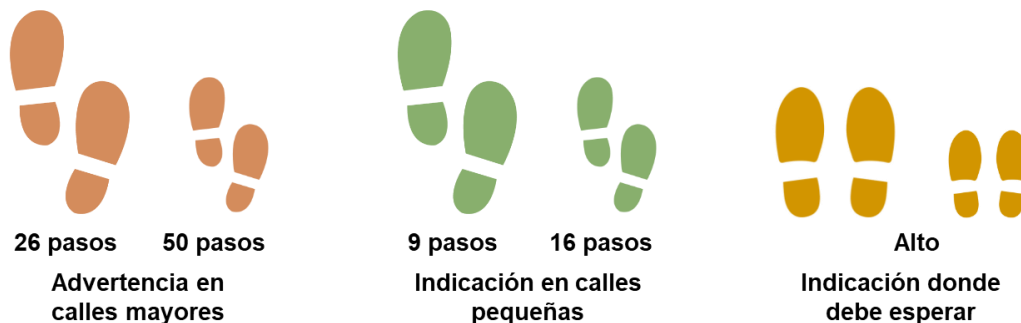 26 pasos 50 pasos
Advertencia en
calles mayores
9 pasos 16 pasos
Indicación en calles
pequeñas
Alto
Indicación donde
debe esperar